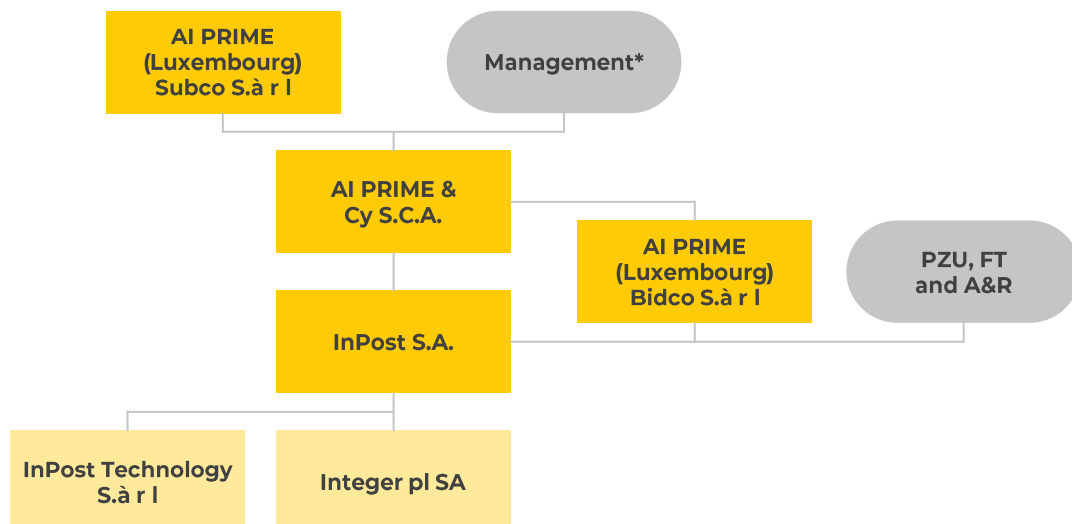 AI PRIME
(Luxembourg)
Subco S.à r l
Management*
AI PRIME &
Cy S.C.A.
AI PRIME
(Luxembourg)
Bidco S.à r l
PZU, FT
and A&R
InPost S.A.
InPost Technology
S.à r l
Integer pl SA